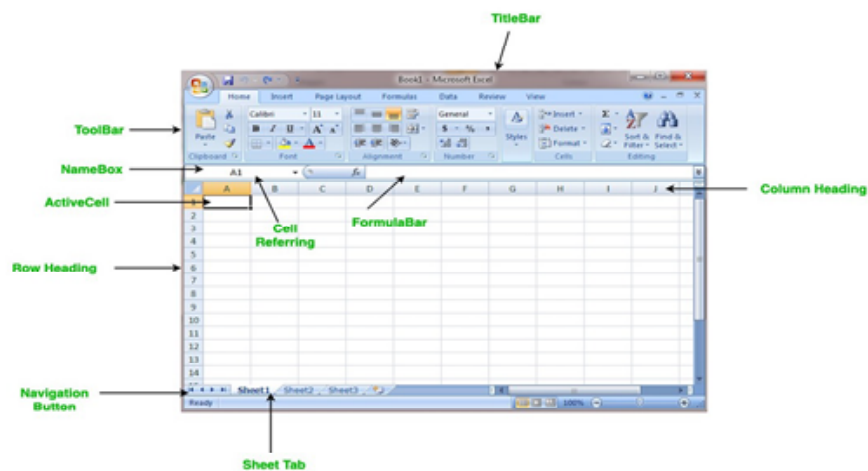 TitleBar
Book1 - Microsoft Excel
Home Insert Page Layout Formulas Data Review View
ToolBar
Paste
Calibri 11
B I U A A
General
$ - % ,
Styles
Insert
Delete
Format
Σ
Sort & Filter
Find & Select
Clipboard Font Alignment Number Cells Editing
NameBox
A1
fx
Column Heading
A B C D E F G H I J
ActiveCell
Cell Referring
FormulaBar
Row Heading
1
2
3
4
5
6
7
8
9
10
11
12
13
14
Navigation Button
Sheet1 Sheet2 Sheet3
Ready
100%
Sheet Tab